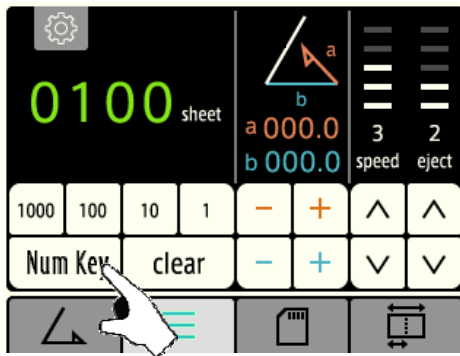 0100 sheet
a
b
a 000.0
b 000.0
3 2
speed eject
1000 100 10 1 - +
Num Key clear - +